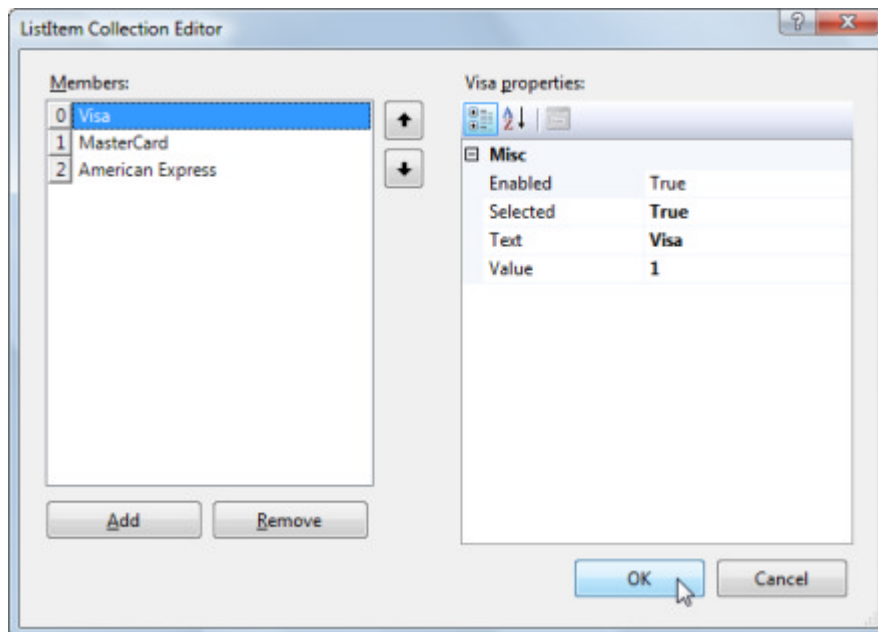 ListItem Collection Editor
Members:
0 Visa
1 MasterCard
2 American Express
Add
Remove
Visa properties:
Misc
Enabled True
Selected True
Text Visa
Value 1
OK
Cancel